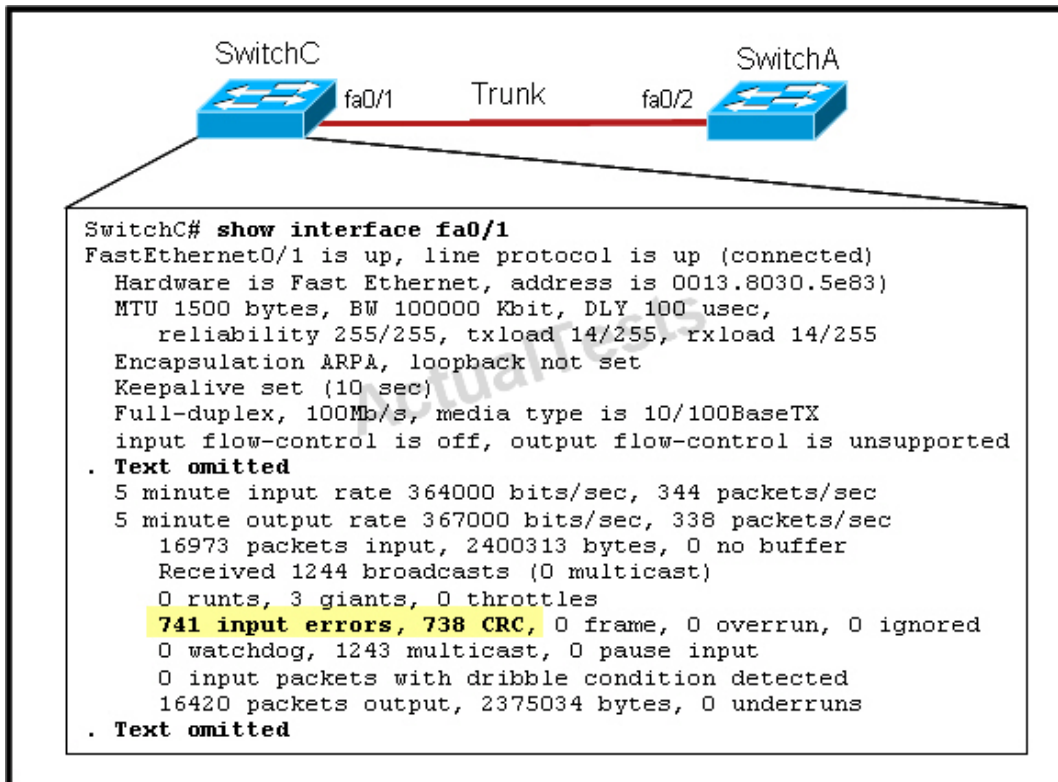 SwitchC
SwitchA
fa0/1
Trunk
fa0/2
SwitchC# show interface fa0/1
FastEthernet0/1 is up, line protocol is up (connected)
Hardware is Fast Ethernet, address is 0013.8030.5e83)
MTU 1500 bytes, BW 100000 Kbit, DLY 100 usec,
reliability 255/255, txload 14/255, rxload 14/255
Encapsulation ARPA, loopback not set
Keepalive set (10 sec)
Full-duplex, 100Mb/s, media type is 10/100BaseTX
input flow-control is off, output flow-control is unsupported
. Text omitted
5 minute input rate 364000 bits/sec, 344 packets/sec
5 minute output rate 367000 bits/sec, 338 packets/sec
16973 packets input, 2400313 bytes, 0 no buffer
Received 1244 broadcasts (0 multicast)
0 runts, 3 giants, 0 throttles
741 input errors, 738 CRC, 0 frame, 0 overrun, 0 ignored
0 watchdog, 1243 multicast, 0 pause input
0 input packets with dribble condition detected
16420 packets output, 2375034 bytes, 0 underruns
. Text omitted
ActualTests